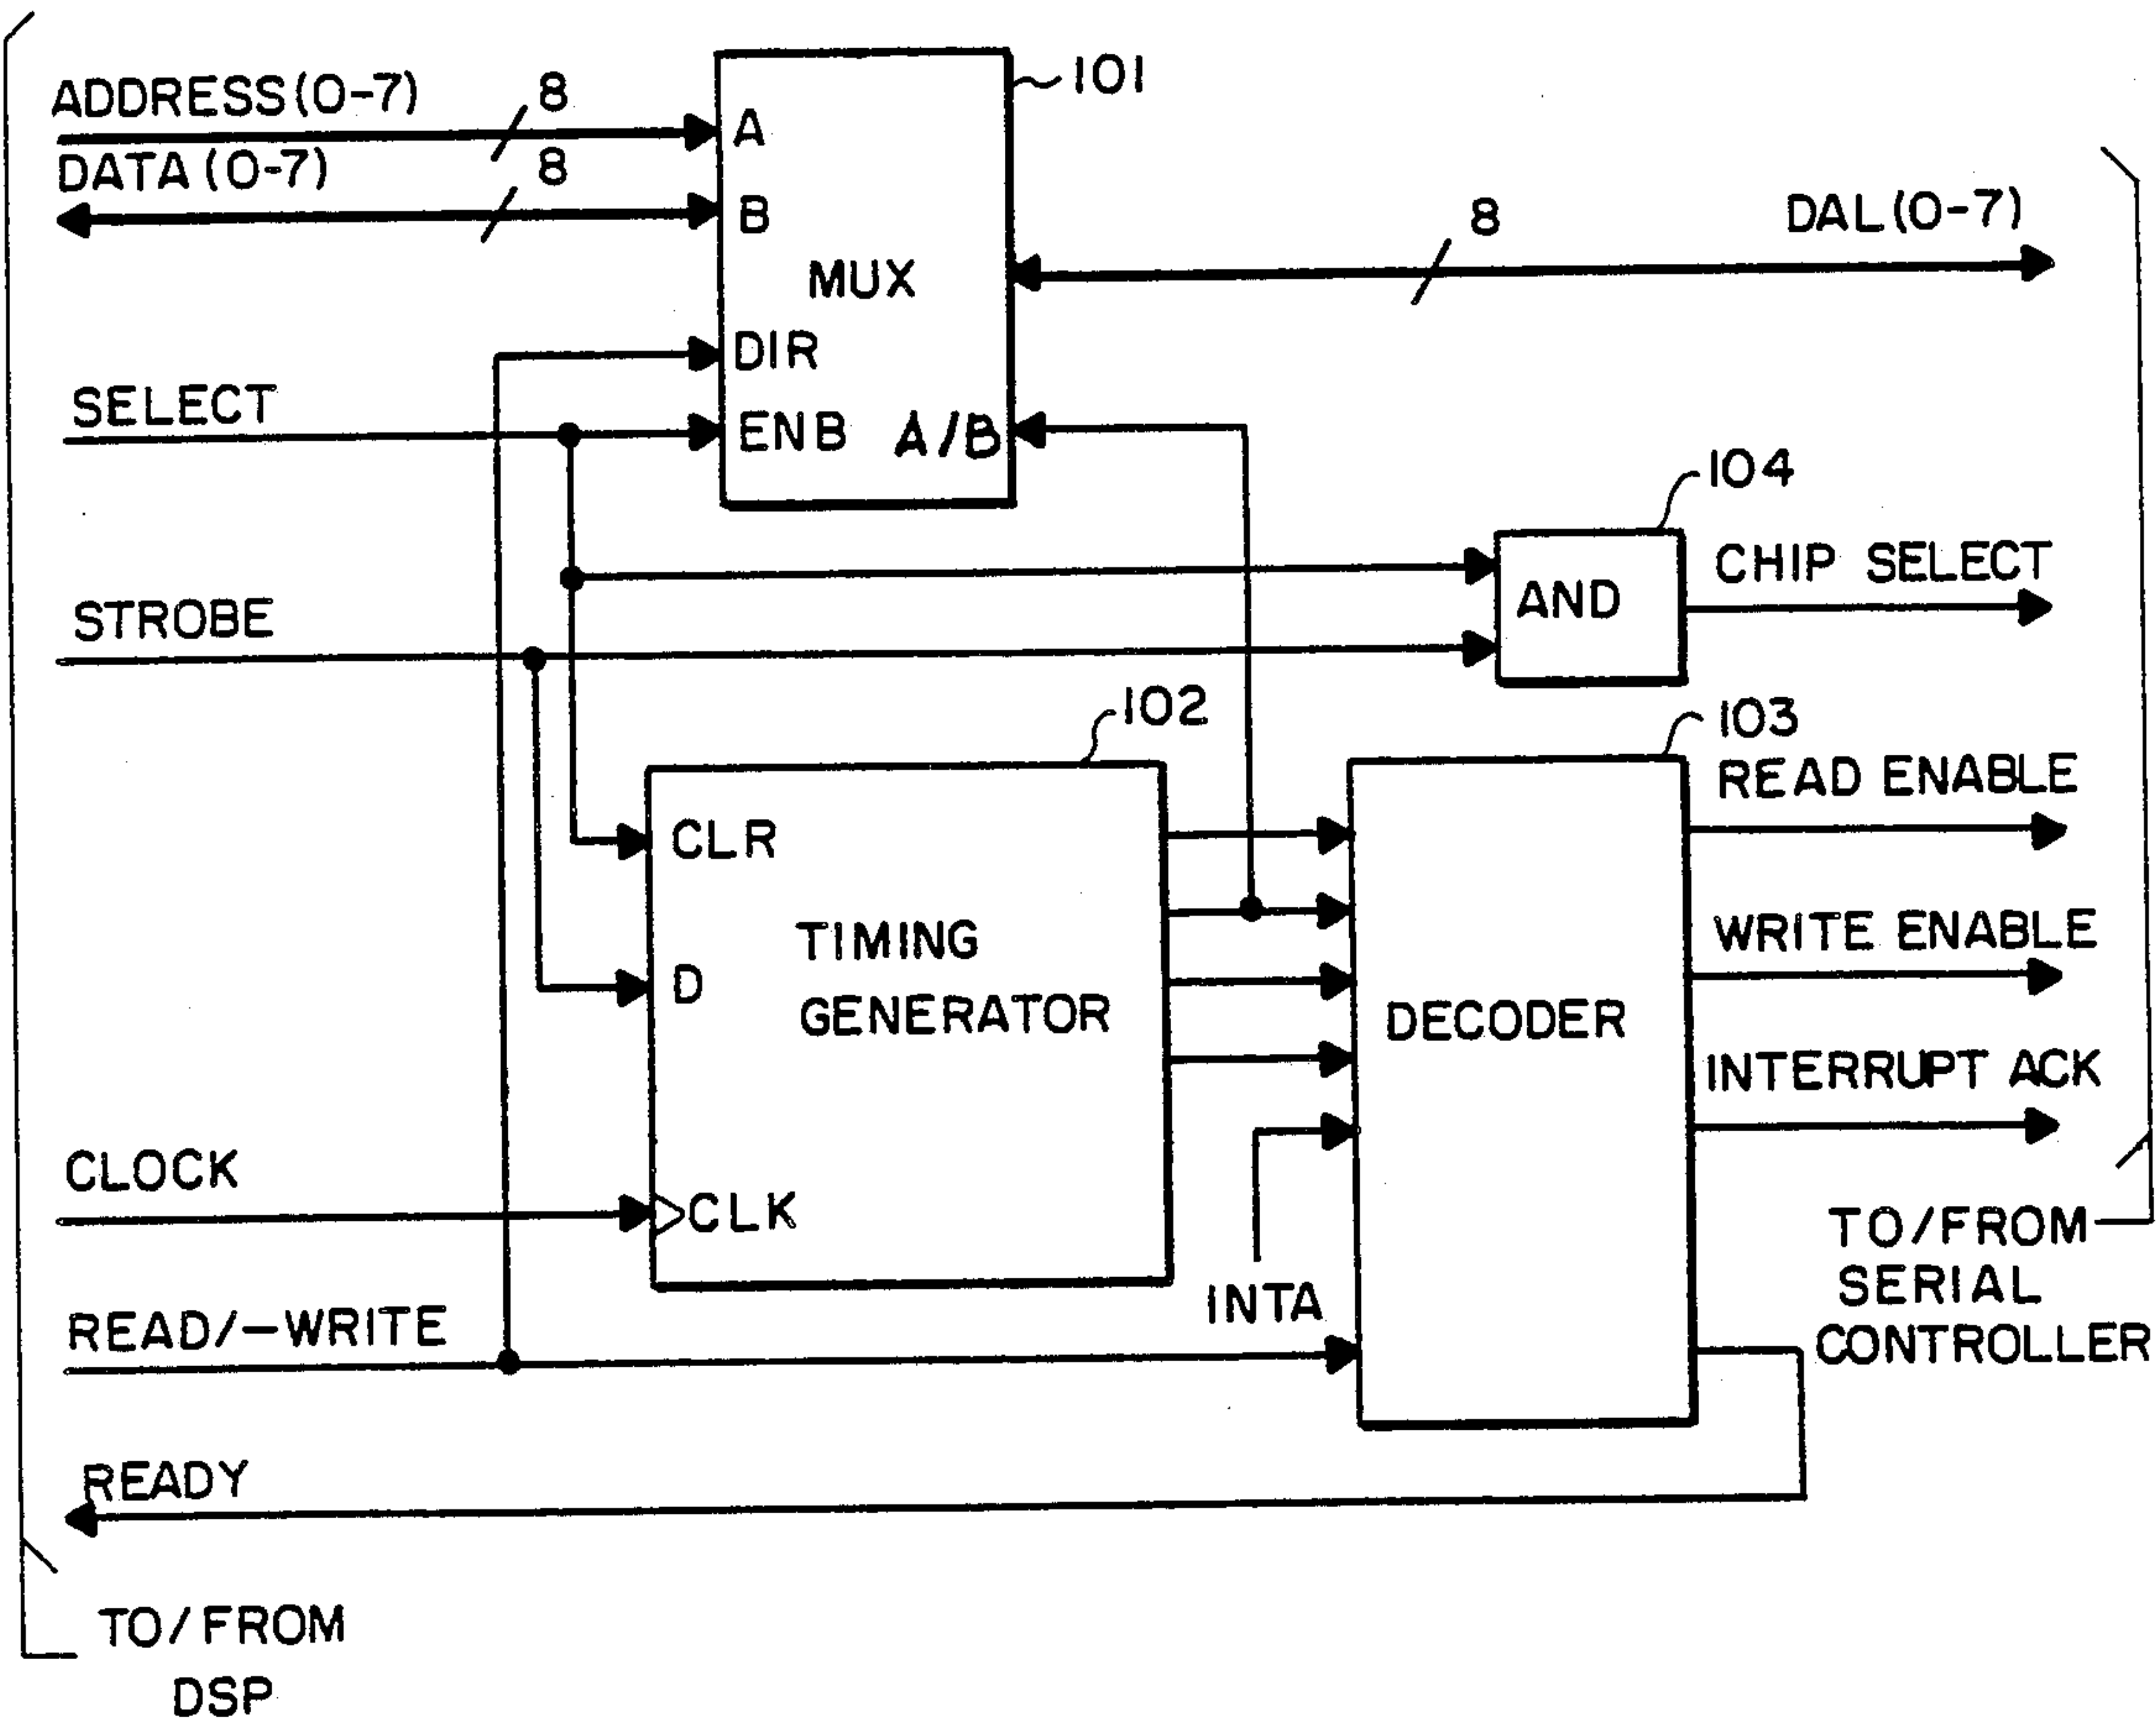 ADDRESS(0-7)
8
101
DATA(0-7)
8
A
B
8
DAL(0-7)
MUX
DIR
SELECT
ENB
A/B
104
CHIP SELECT
AND
STROBE
102
103
READ ENABLE
CLR
TIMING
GENERATOR
WRITE ENABLE
D
DECODER
INTERRUPT ACK
CLOCK
CLK
TO/FROM
SERIAL
CONTROLLER
INTA
READ/-WRITE
READY
TO/FROM
DSP